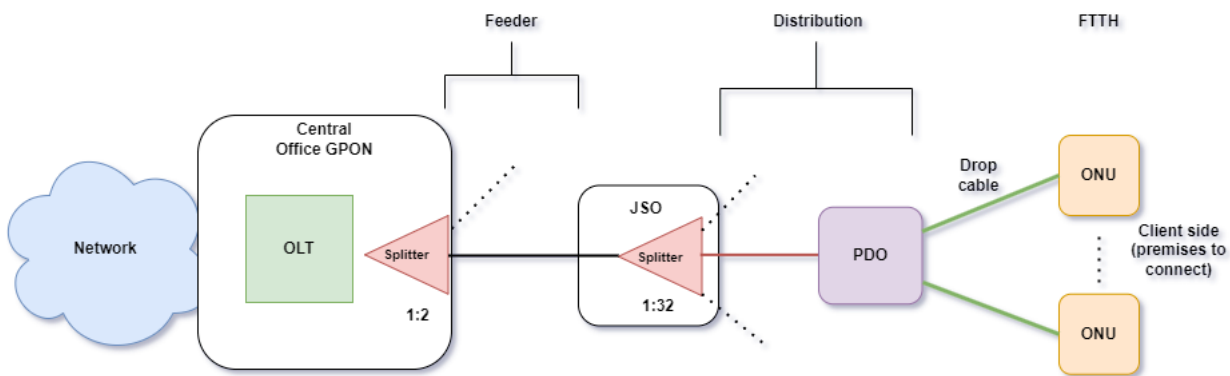 Feeder
Distribution
FTTH
Central
Office GPON
Drop
cable
ONU
JSO
Network
OLT
Splitter
Splitter
PDO
Client side
(premises to
connect)
1:2
1:32
ONU